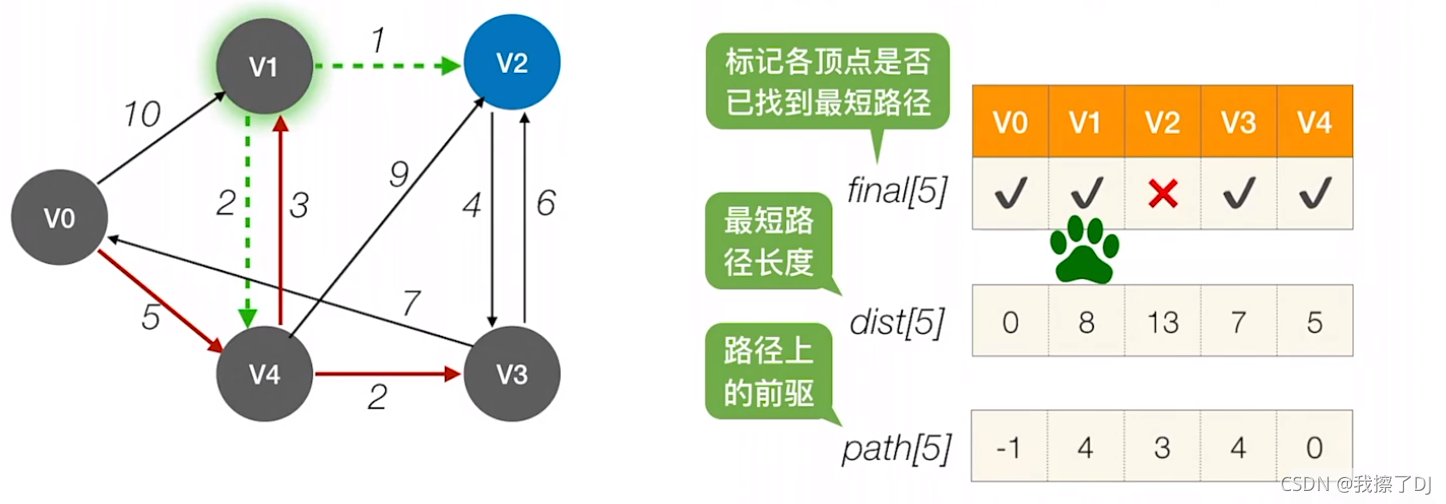 V1
1
V2
10
V0
2
3
9
4
6
5
7
V4
2
V3
标记各顶点是否
已找到最短路径
V0 V1 V2 V3 V4
final[5] ✓ ✓ ✕ ✓ ✓
最短路
径长度
dist[5] 0 8 13 7 5
路径上
的前驱
path[5] -1 4 3 4 0
CSDN @我擦了DJ